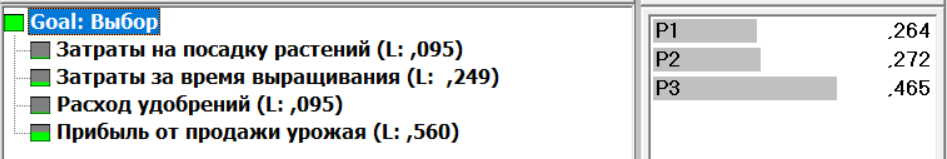 Goal: Выбор
Затраты на посадку растений (L: ,095)
Затраты за время выращивания (L: ,249)
Расход удобрений (L: ,095)
Прибыль от продажи урожая (L: ,560)
P1 ,264
P2 ,272
P3 ,465